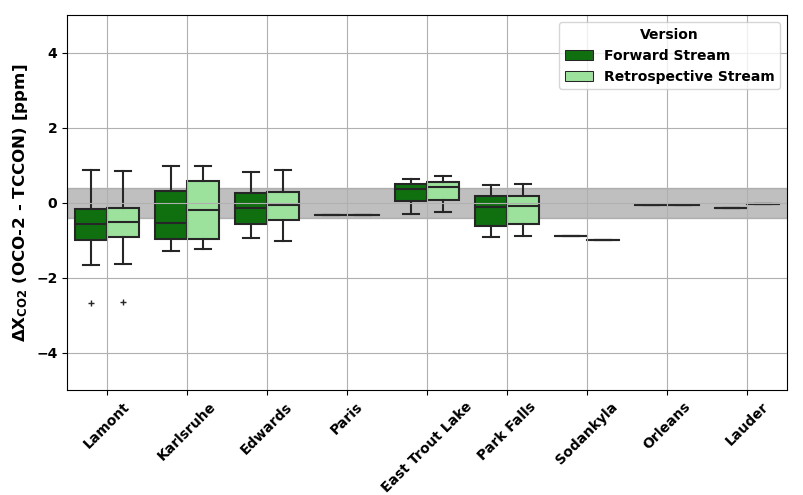 Version
Forward Stream
Retrospective Stream
ΔX_CO2 (OCO-2 - TCCON) [ppm]
4
2
0
−2
−4
Lamont
Karlsruhe
Edwards
Paris
East Trout Lake
Park Falls
Sodankyla
Orleans
Lauder